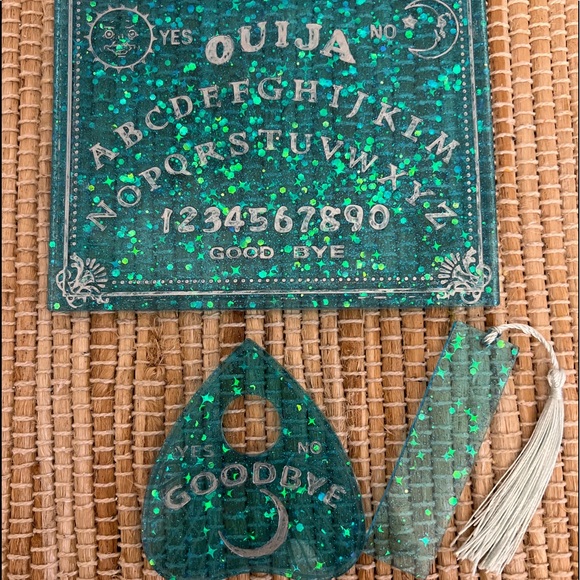 YES OUIJA NO
ABCDEFGHIJKLM
NOPQRSTUVWXYZ
1234567890
GOOD BYE
YES NO
GOODBYE